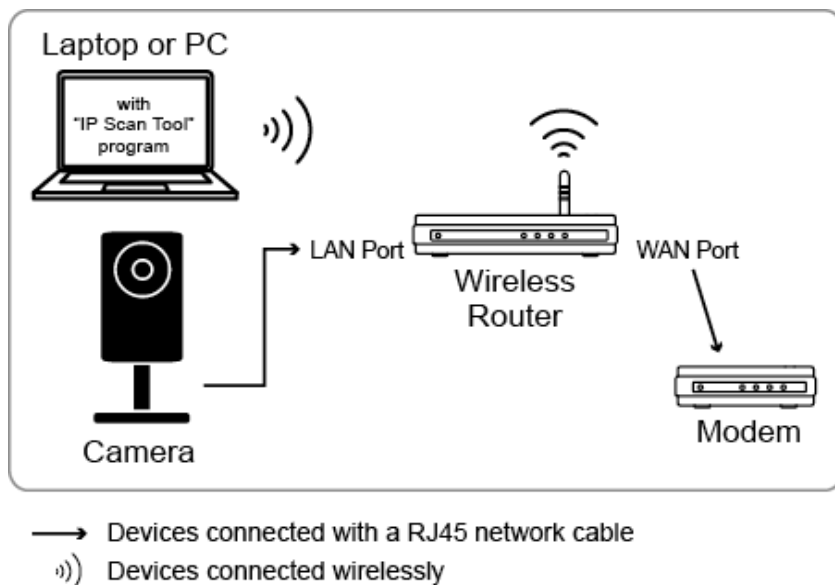 Laptop or PC
with
"IP Scan Tool"
program
LAN Port
WAN Port
Wireless
Router
Camera
Modem
Devices connected with a RJ45 network cable
Devices connected wirelessly